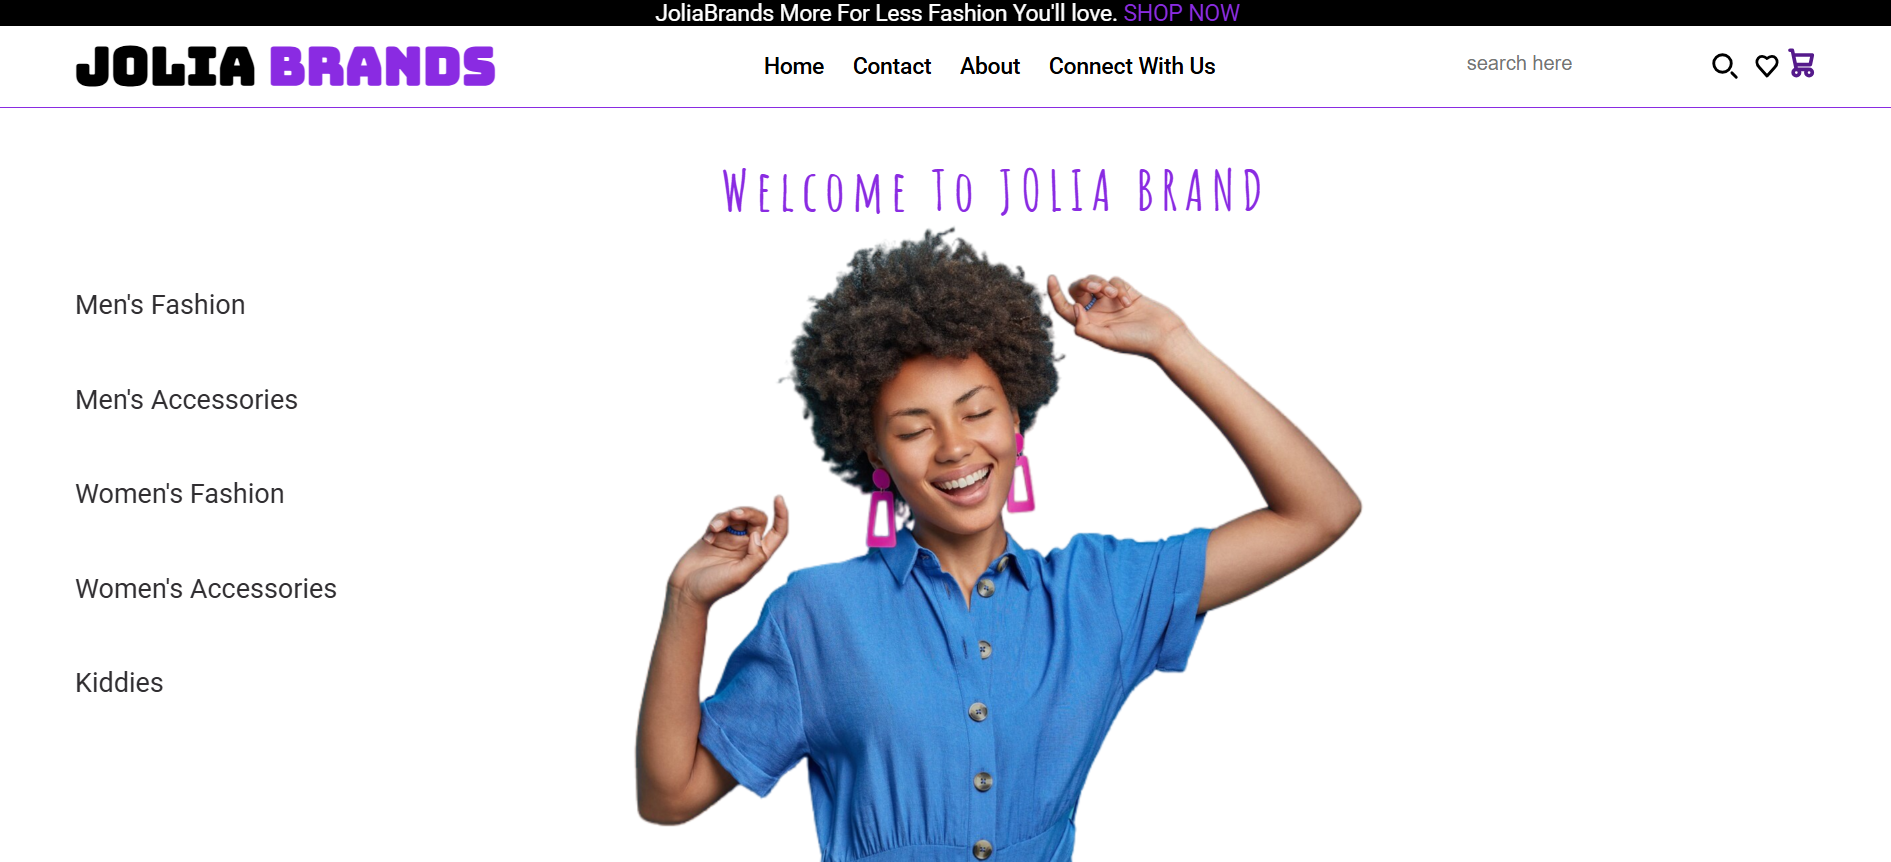 JoliaBrands More For Less Fashion You'll love. SHOP NOW
JOLIA BRANDS
Home Contact About Connect With Us
search here
Welcome To JOLIA BRAND
Men's Fashion
Men's Accessories
Women's Fashion
Women's Accessories
Kiddies